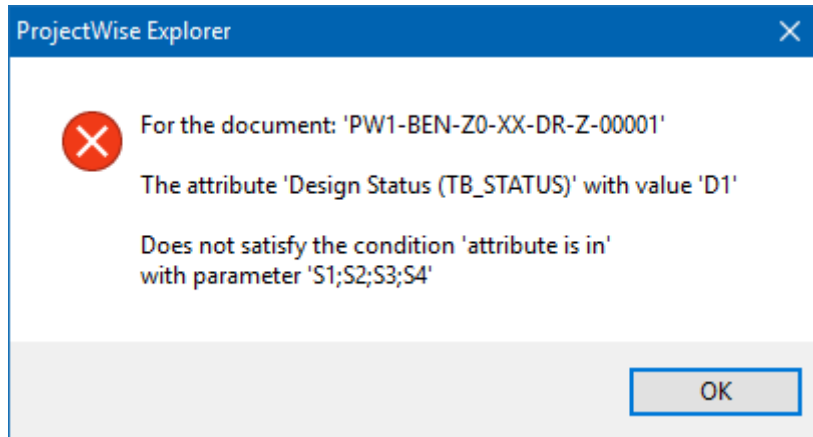 ProjectWise Explorer
For the document: 'PW1-BEN-Z0-XX-DR-Z-00001'
The attribute 'Design Status (TB_STATUS)' with value 'D1'
Does not satisfy the condition 'attribute is in'
with parameter 'S1;S2;S3;S4'
OK